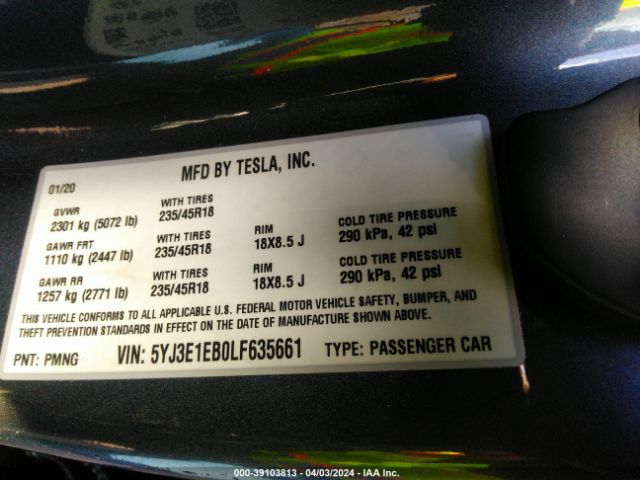 MFD BY TESLA, INC.
01/20
GVWR WITH TIRES
2301 kg (5072 lb) 235/45R18
GAWR FRT WITH TIRES RIM COLD TIRE PRESSURE
1110 kg (2447 lb) 235/45R18 18X8.5 J 290 kPa, 42 psi
GAWR RR WITH TIRES RIM COLD TIRE PRESSURE
1257 kg (2771 lb) 235/45R18 18X8.5 J 290 kPa, 42 psi
THIS VEHICLE CONFORMS TO ALL APPLICABLE U.S. FEDERAL MOTOR VEHICLE SAFETY, BUMPER, AND
THEFT PREVENTION STANDARDS IN EFFECT ON THE DATE OF MANUFACTURE SHOWN ABOVE.
PNT: PMNG VIN: 5YJ3E1EB0LF635661 TYPE: PASSENGER CAR
000-39103813 - 04/03/2024 - IAA Inc.